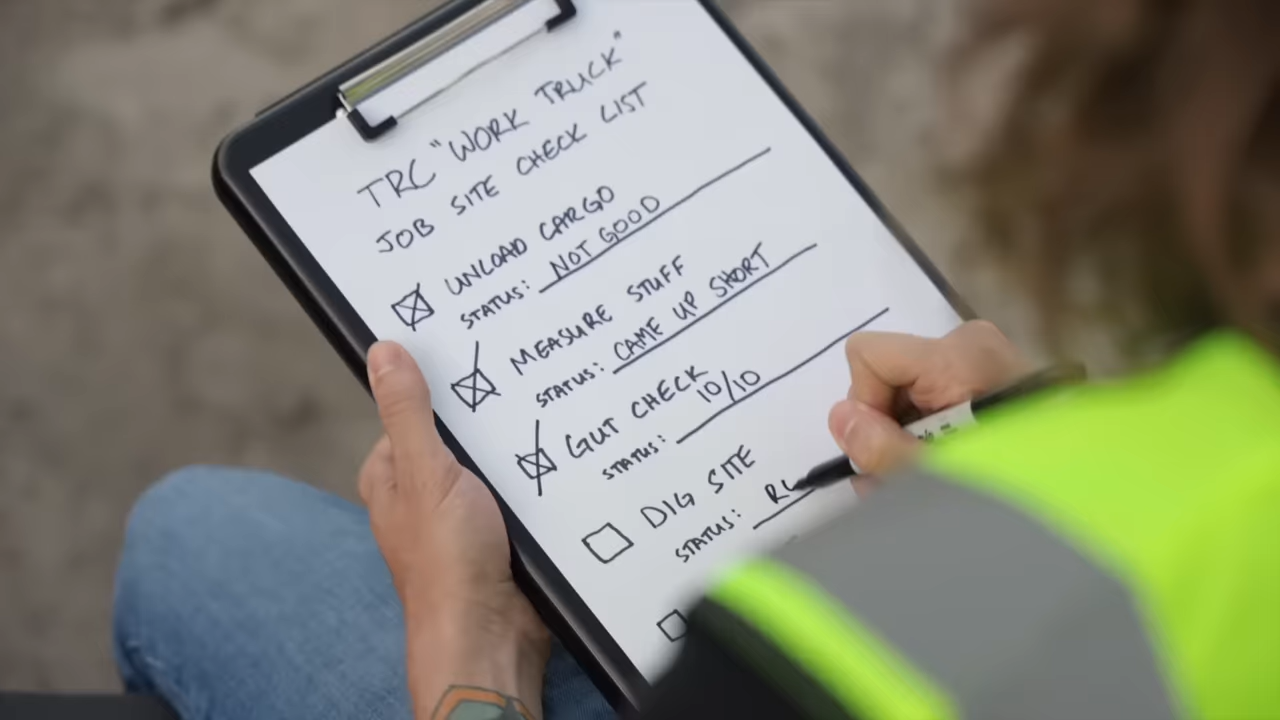 TRC "WORK TRUCK"
JOB SITE CHECK LIST
UNLOAD CARGO
STATUS: NOT GOOD
MEASURE STUFF
STATUS: CAME UP SHORT
GUT CHECK
STATUS: 10/10
DIG SITE
STATUS: